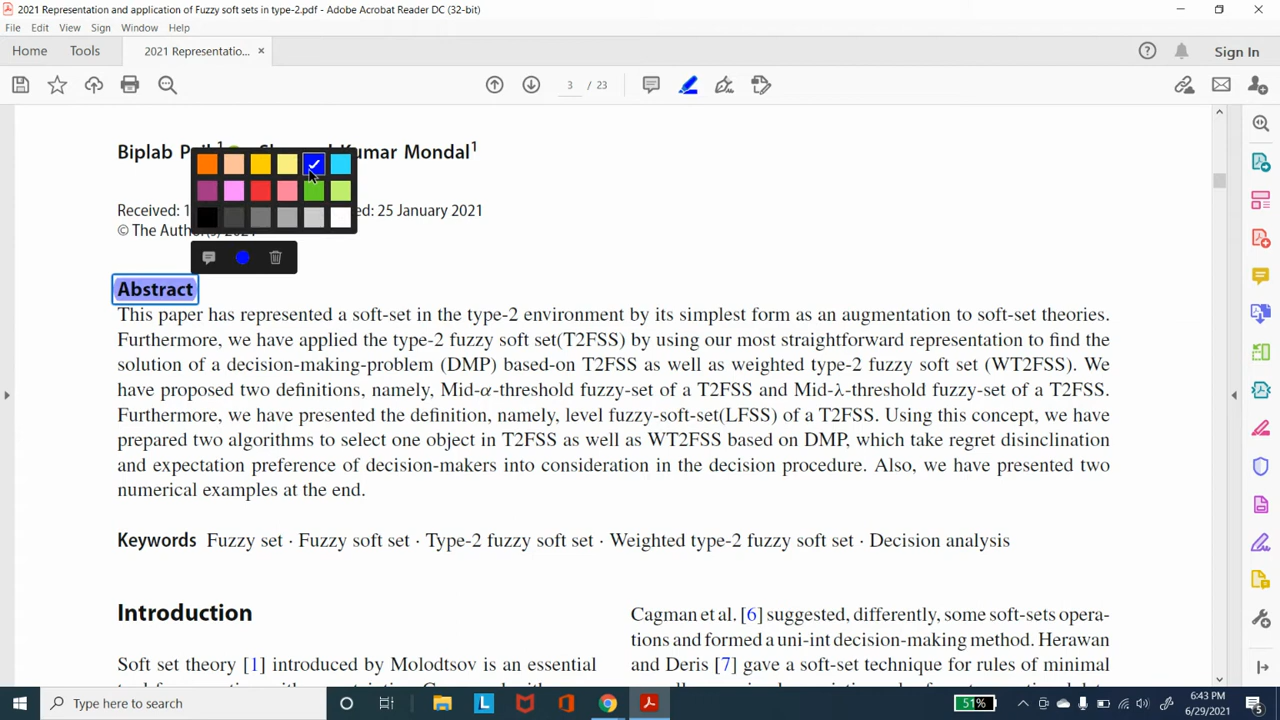 2021 Representation and application of Fuzzy soft sets in type-2.pdf - Adobe Acrobat Reader DC (32-bit)
File Edit View Sign Window Help
Home Tools 2021 Representatio... × Sign In
3 / 23
Biplab Kumar Mondal1
Received: 25 January 2021
© The
Abstract
This paper has represented a soft-set in the type-2 environment by its simplest form as an augmentation to soft-set theories.
Furthermore, we have applied the type-2 fuzzy soft set(T2FSS) by using our most straightforward representation to find the
solution of a decision-making-problem (DMP) based-on T2FSS as well as weighted type-2 fuzzy soft set (WT2FSS). We
have proposed two definitions, namely, Mid-α-threshold fuzzy-set of a T2FSS and Mid-λ-threshold fuzzy-set of a T2FSS.
Furthermore, we have presented the definition, namely, level fuzzy-soft-set(LFSS) of a T2FSS. Using this concept, we have
prepared two algorithms to select one object in T2FSS as well as WT2FSS based on DMP, which take regret disinclination
and expectation preference of decision-makers into consideration in the decision procedure. Also, we have presented two
numerical examples at the end.
Keywords Fuzzy set · Fuzzy soft set · Type-2 fuzzy soft set · Weighted type-2 fuzzy soft set · Decision analysis
Introduction
Soft set theory [1] introduced by Molodtsov is an essential
Cagman et al. [6] suggested, differently, some soft-sets opera-
tions and formed a uni-int decision-making method. Herawan
and Deris [7] gave a soft-set technique for rules of minimal
Type here to search
51%
6:43 PM
6/29/2021
5